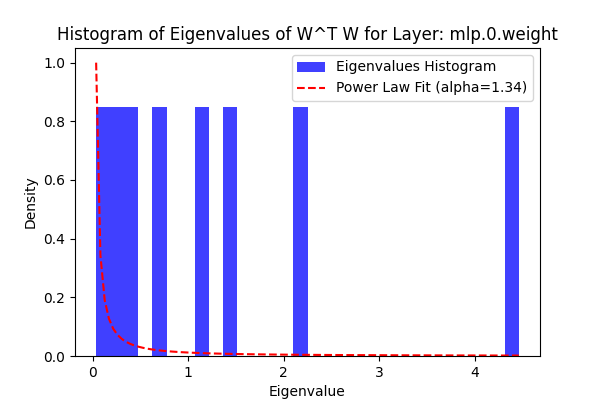 Histogram of Eigenvalues of W^T W for Layer: mlp.0.weight
Eigenvalues Histogram
Power Law Fit (alpha=1.34)
Density
1.0
0.8
0.6
0.4
0.2
0.0
0 1 2 3 4
Eigenvalue